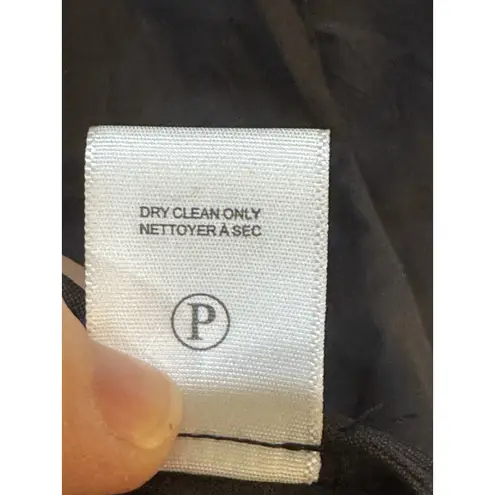 DRY CLEAN ONLY
NETTOYER À SEC
P